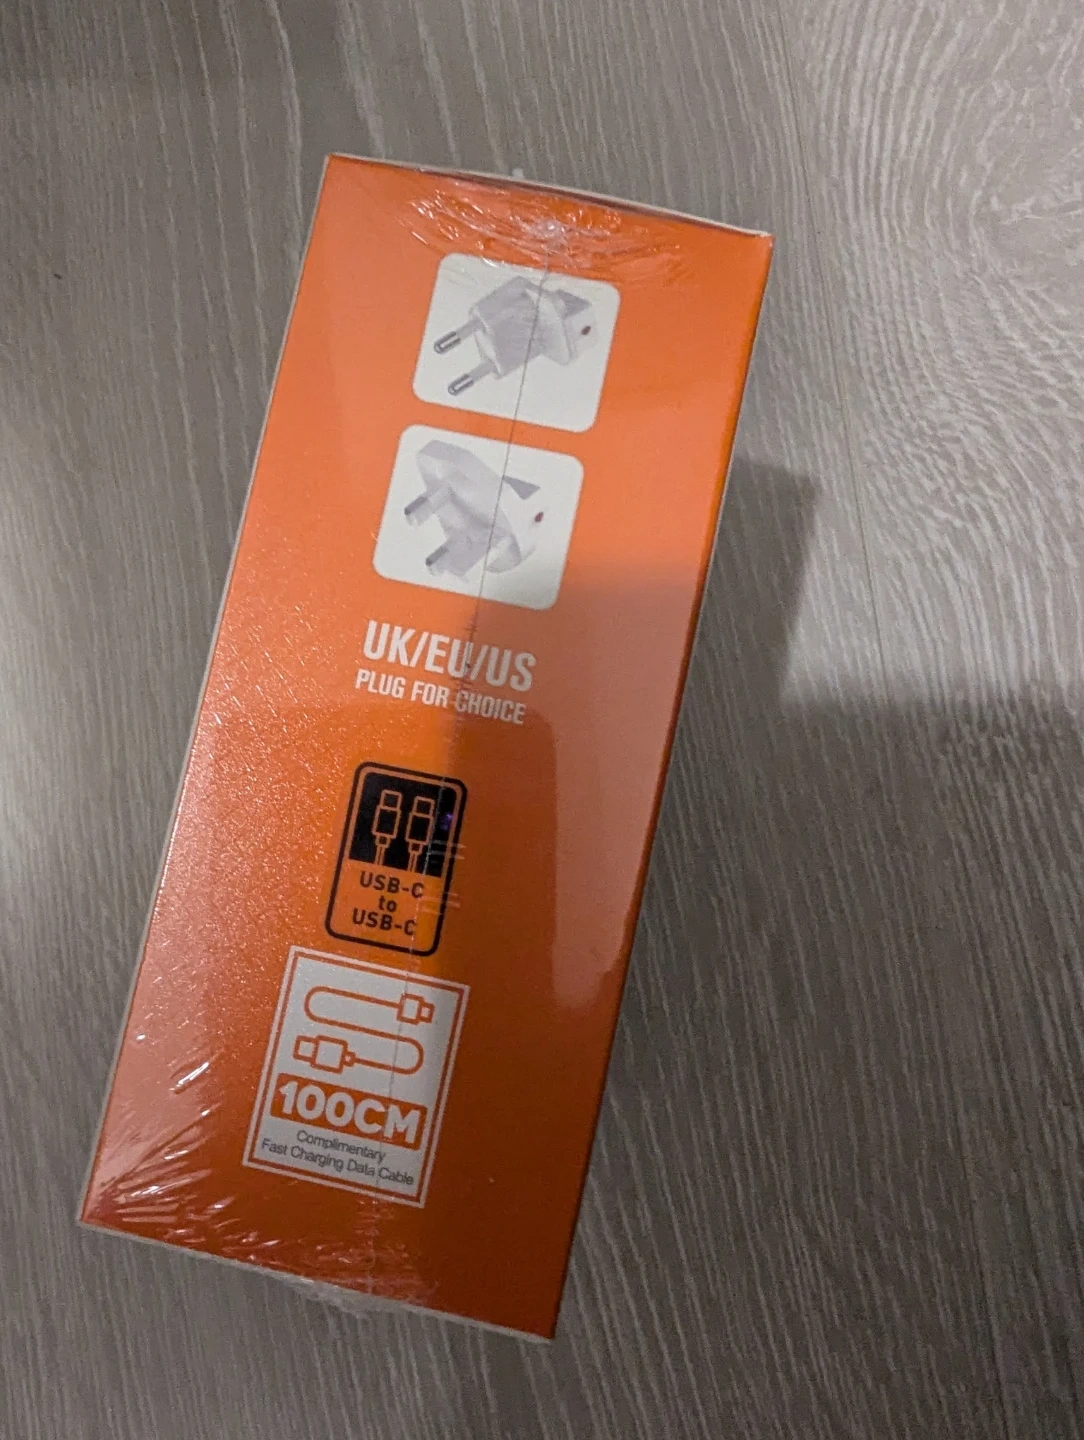 UK/EU/US
PLUG FOR CHOICE
USB-C
to
USB-C
100CM
Complimentary
Fast Charging Data Cable